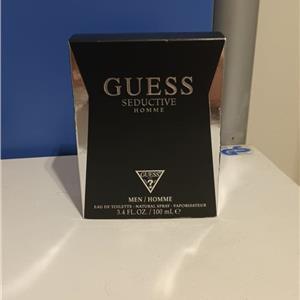 GUESS
SEDUCTIVE
HOMME
GUESS
?
MEN / HOMME
EAU DE TOILETTE · NATURAL SPRAY · VAPORISATEUR
3.4 FL. OZ. / 100 mL ℮